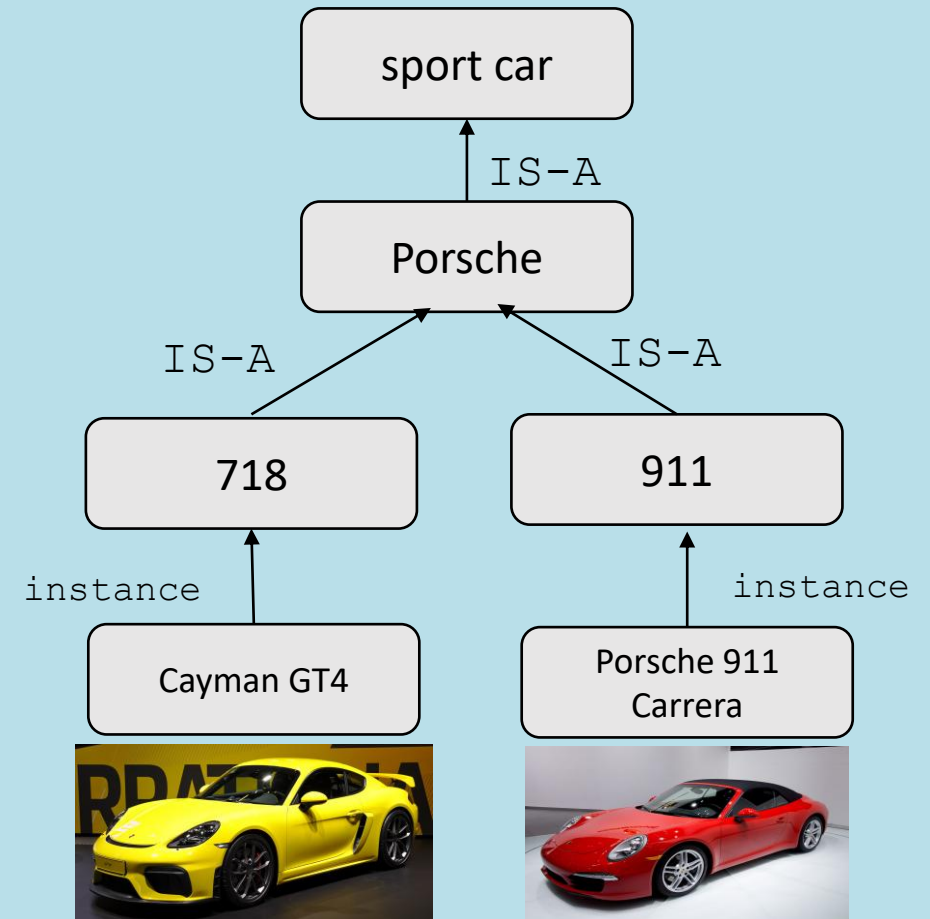 sport car
IS-A
Porsche
IS-A
IS-A
718
911
instance
instance
Cayman GT4
Porsche 911
Carrera